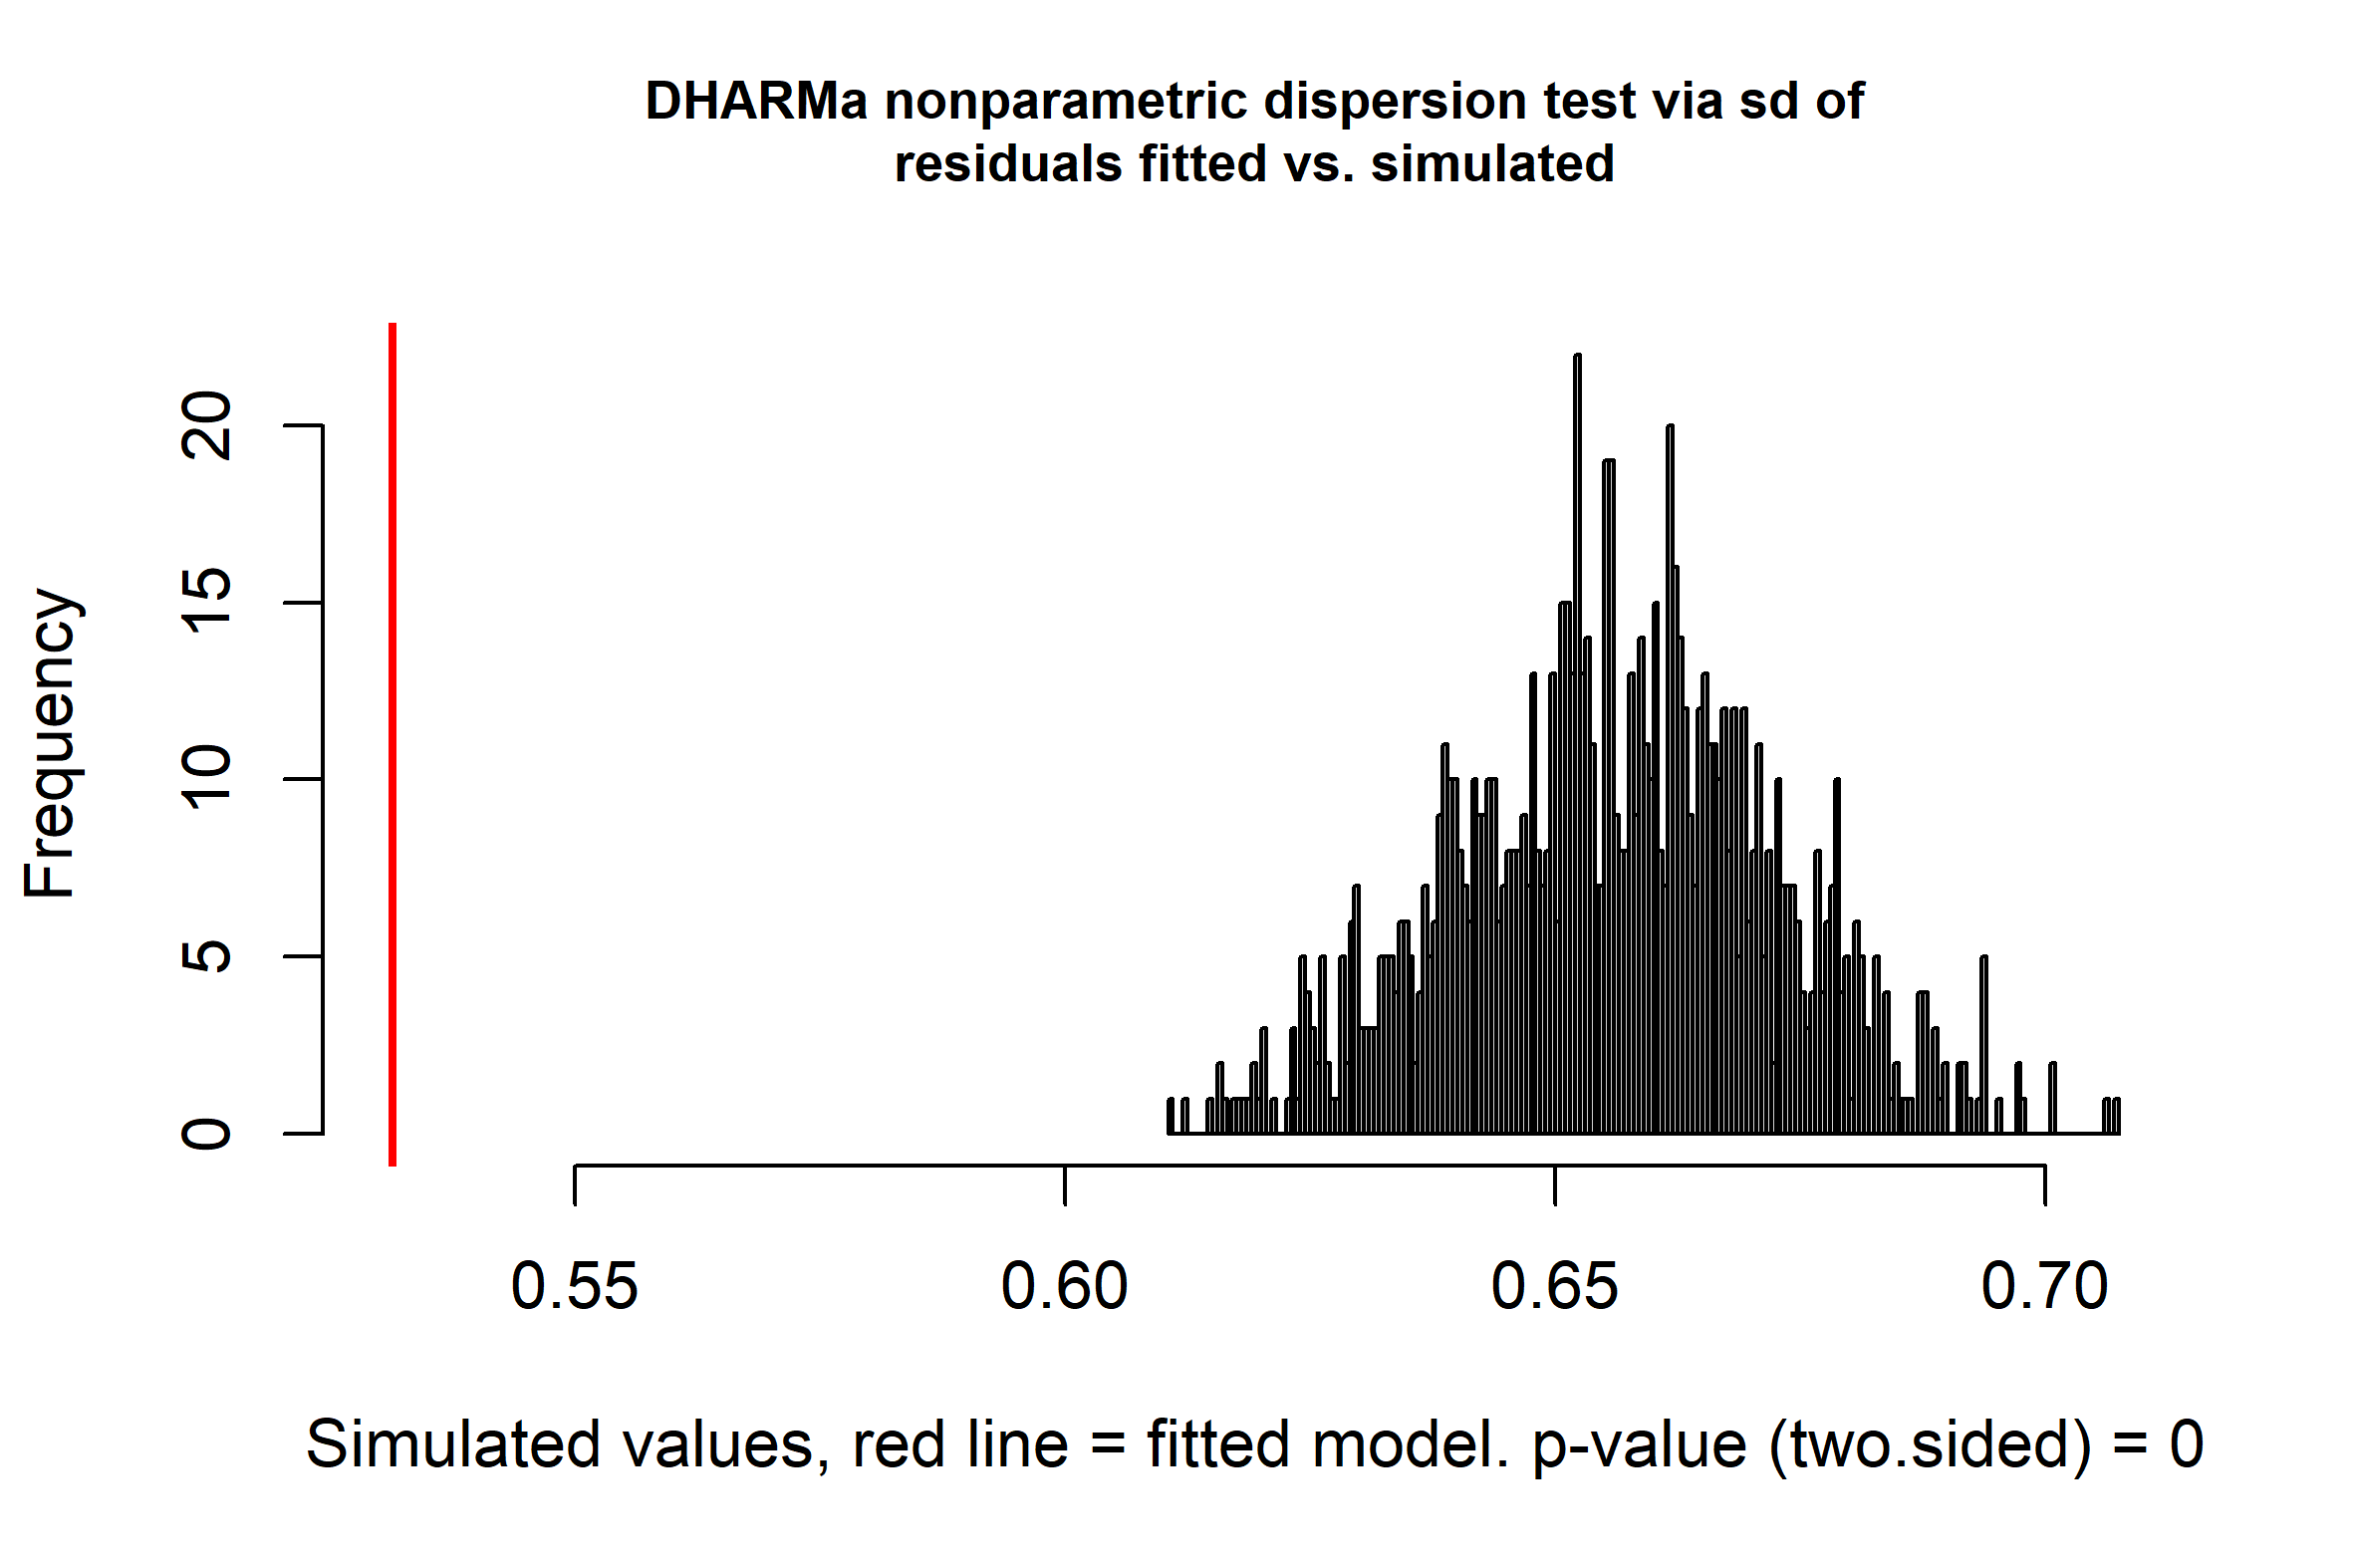 DHARMa nonparametric dispersion test via sd of
residuals fitted vs. simulated
Frequency
20
15
10
5
0
0.55 0.60 0.65 0.70
Simulated values, red line = fitted model. p-value (two.sided) = 0